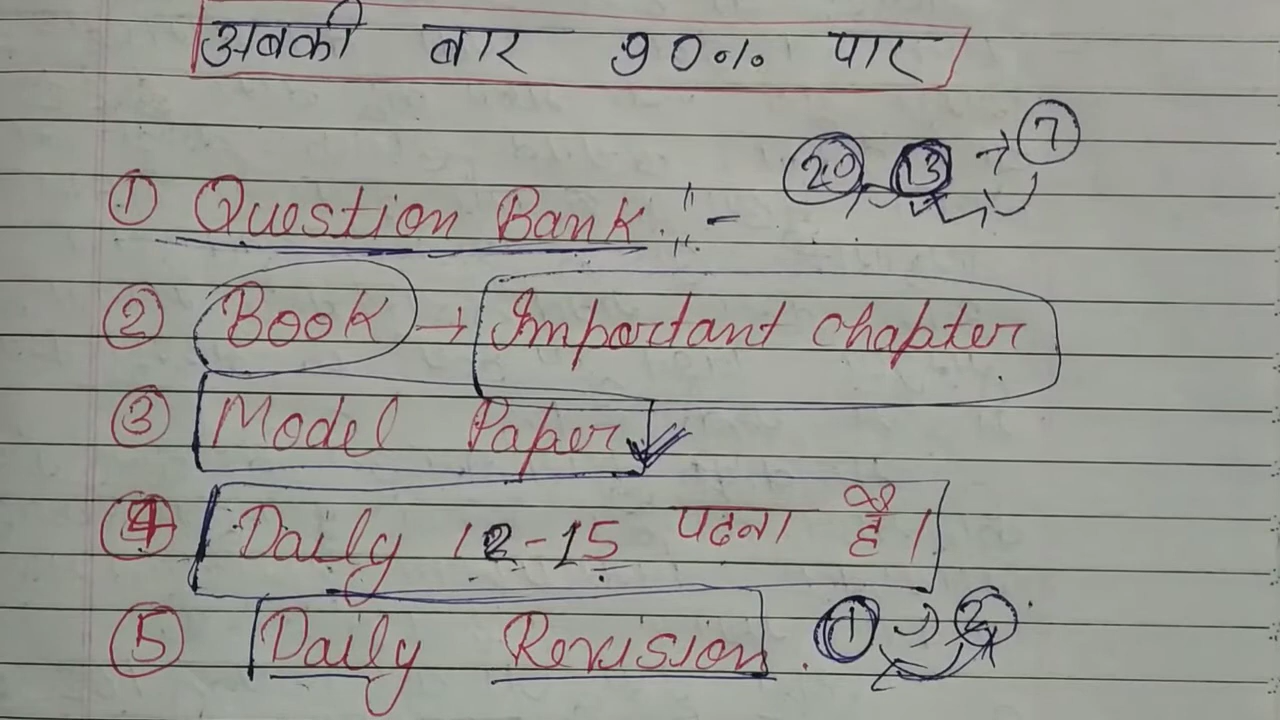 अबकी बार 90% पार
20 13 → 7
① Question Bank :-
② Book → Important chapter
③ Model Paper
④ Daily 12-15 पढना है।
⑤ Daily Revision. ① 2